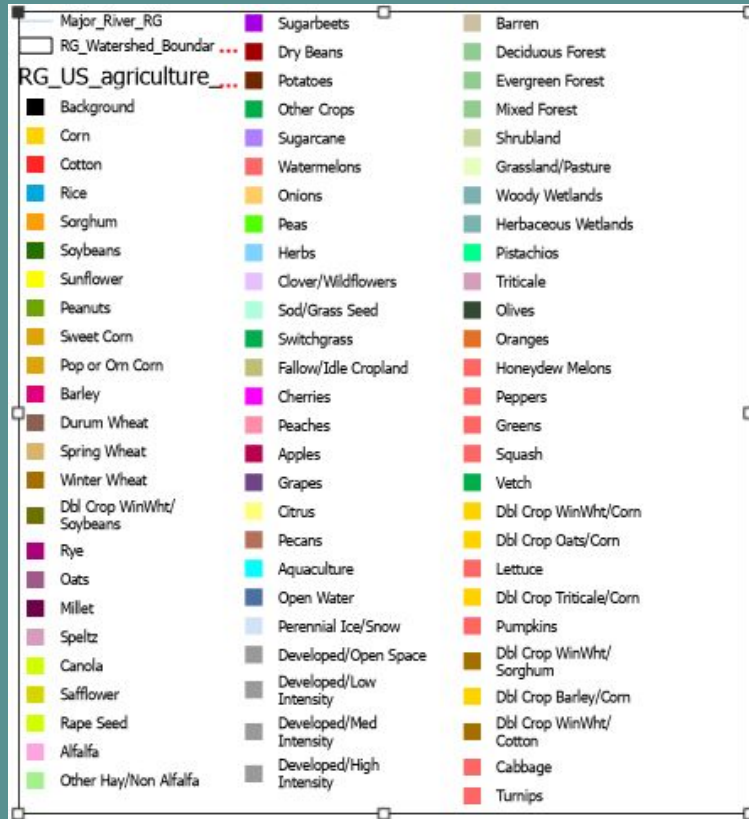 Major_River_RG
RG_Watershed_Boundar ...
RG_US_agriculture_...
Background
Corn
Cotton
Rice
Sorghum
Soybeans
Sunflower
Peanuts
Sweet Corn
Pop or Orn Corn
Barley
Durum Wheat
Spring Wheat
Winter Wheat
Dbl Crop WinWht/
Soybeans
Rye
Oats
Millet
Speltz
Canola
Safflower
Rape Seed
Alfalfa
Other Hay/Non Alfalfa
Sugarbeets
Dry Beans
Potatoes
Other Crops
Sugarcane
Watermelons
Onions
Peas
Herbs
Clover/Wildflowers
Sod/Grass Seed
Switchgrass
Fallow/Idle Cropland
Cherries
Peaches
Apples
Grapes
Citrus
Pecans
Aquaculture
Open Water
Perennial Ice/Snow
Developed/Open Space
Developed/Low
Intensity
Developed/Med
Intensity
Developed/High
Intensity
Barren
Deciduous Forest
Evergreen Forest
Mixed Forest
Shrubland
Grassland/Pasture
Woody Wetlands
Herbaceous Wetlands
Pistachios
Triticale
Olives
Oranges
Honeydew Melons
Peppers
Greens
Squash
Vetch
Dbl Crop WinWht/Corn
Dbl Crop Oats/Corn
Lettuce
Dbl Crop Triticale/Corn
Pumpkins
Dbl Crop WinWht/
Sorghum
Dbl Crop Barley/Corn
Dbl Crop WinWht/
Cotton
Cabbage
Turnips